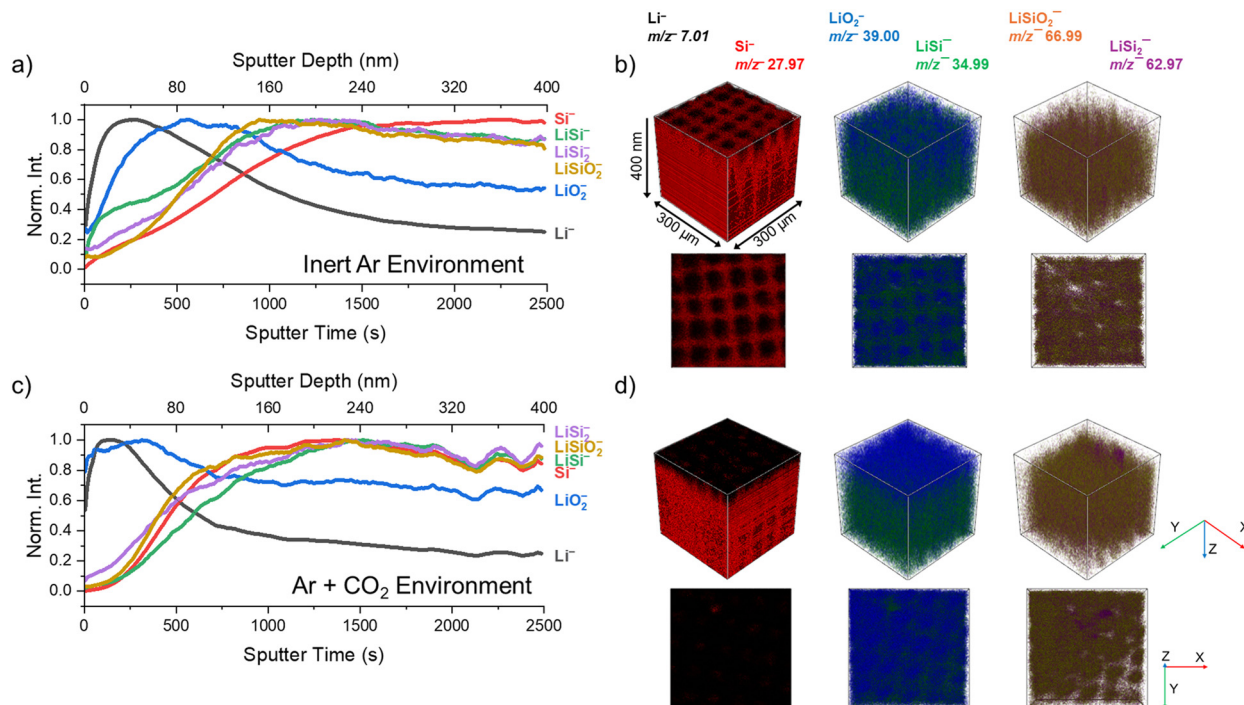 a)
Sputter Depth (nm)
0 80 160 240 320 400
Norm. Int.
1.0
0.8
0.6
0.4
0.2
0.0
Si⁻
LiSi⁻
LiSi₂⁻
LiSiO₂⁻
LiO₂⁻
Li⁻
Inert Ar Environment
0 500 1000 1500 2000 2500
Sputter Time (s)
Li⁻
m/z⁻ 7.01
Si⁻
m/z⁻ 27.97
LiO₂⁻
m/z⁻ 39.00
LiSi⁻
m/z⁻ 34.99
LiSiO₂⁻
m/z⁻ 66.99
LiSi₂⁻
m/z⁻ 62.97
b)
400 nm
300 µm
300 µm
c)
Sputter Depth (nm)
0 80 160 240 320 400
Norm. Int.
1.0
0.8
0.6
0.4
0.2
0.0
LiSi₂⁻
LiSiO₂⁻
LiSi⁻
Si⁻
LiO₂⁻
Li⁻
Ar + CO₂ Environment
0 500 1000 1500 2000 2500
Sputter Time (s)
d)
Y X
Z
Z X
Y